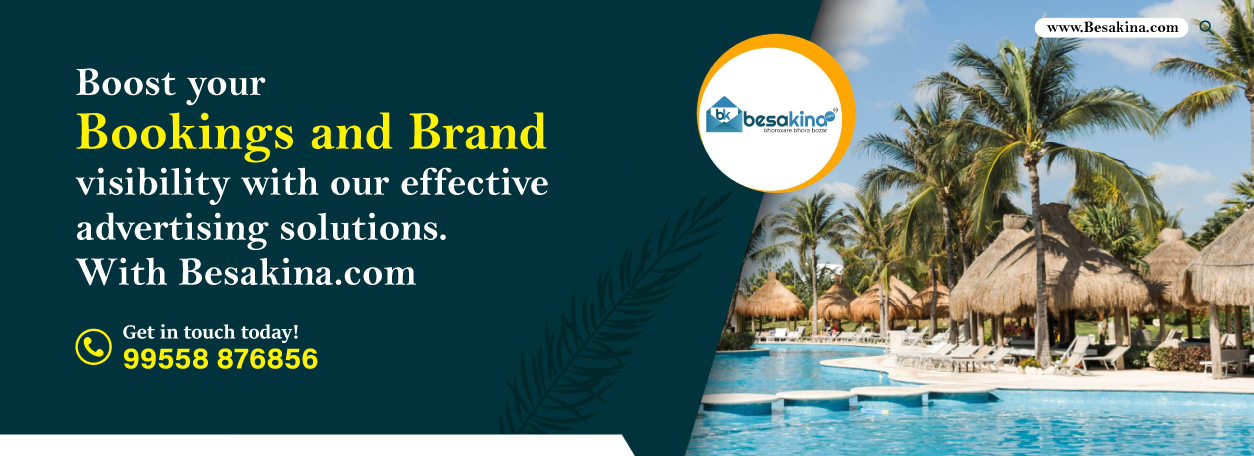 www.Besakina.com
Boost your
Bookings and Brand
visibility with our effective
advertising solutions.
With Besakina.com
bk besakina
bhoroxare bhora bozar
Get in touch today!
99558 876856